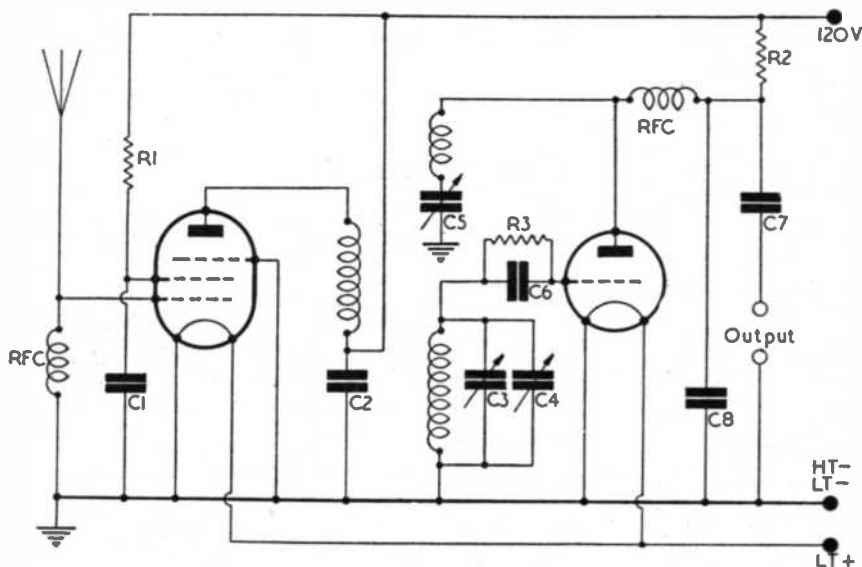 120V
R2
RFC
R1
C5
R3
C7
C6
Output
RFC
C1
C2
C3
C4
C8
HT-
LT-
LT+